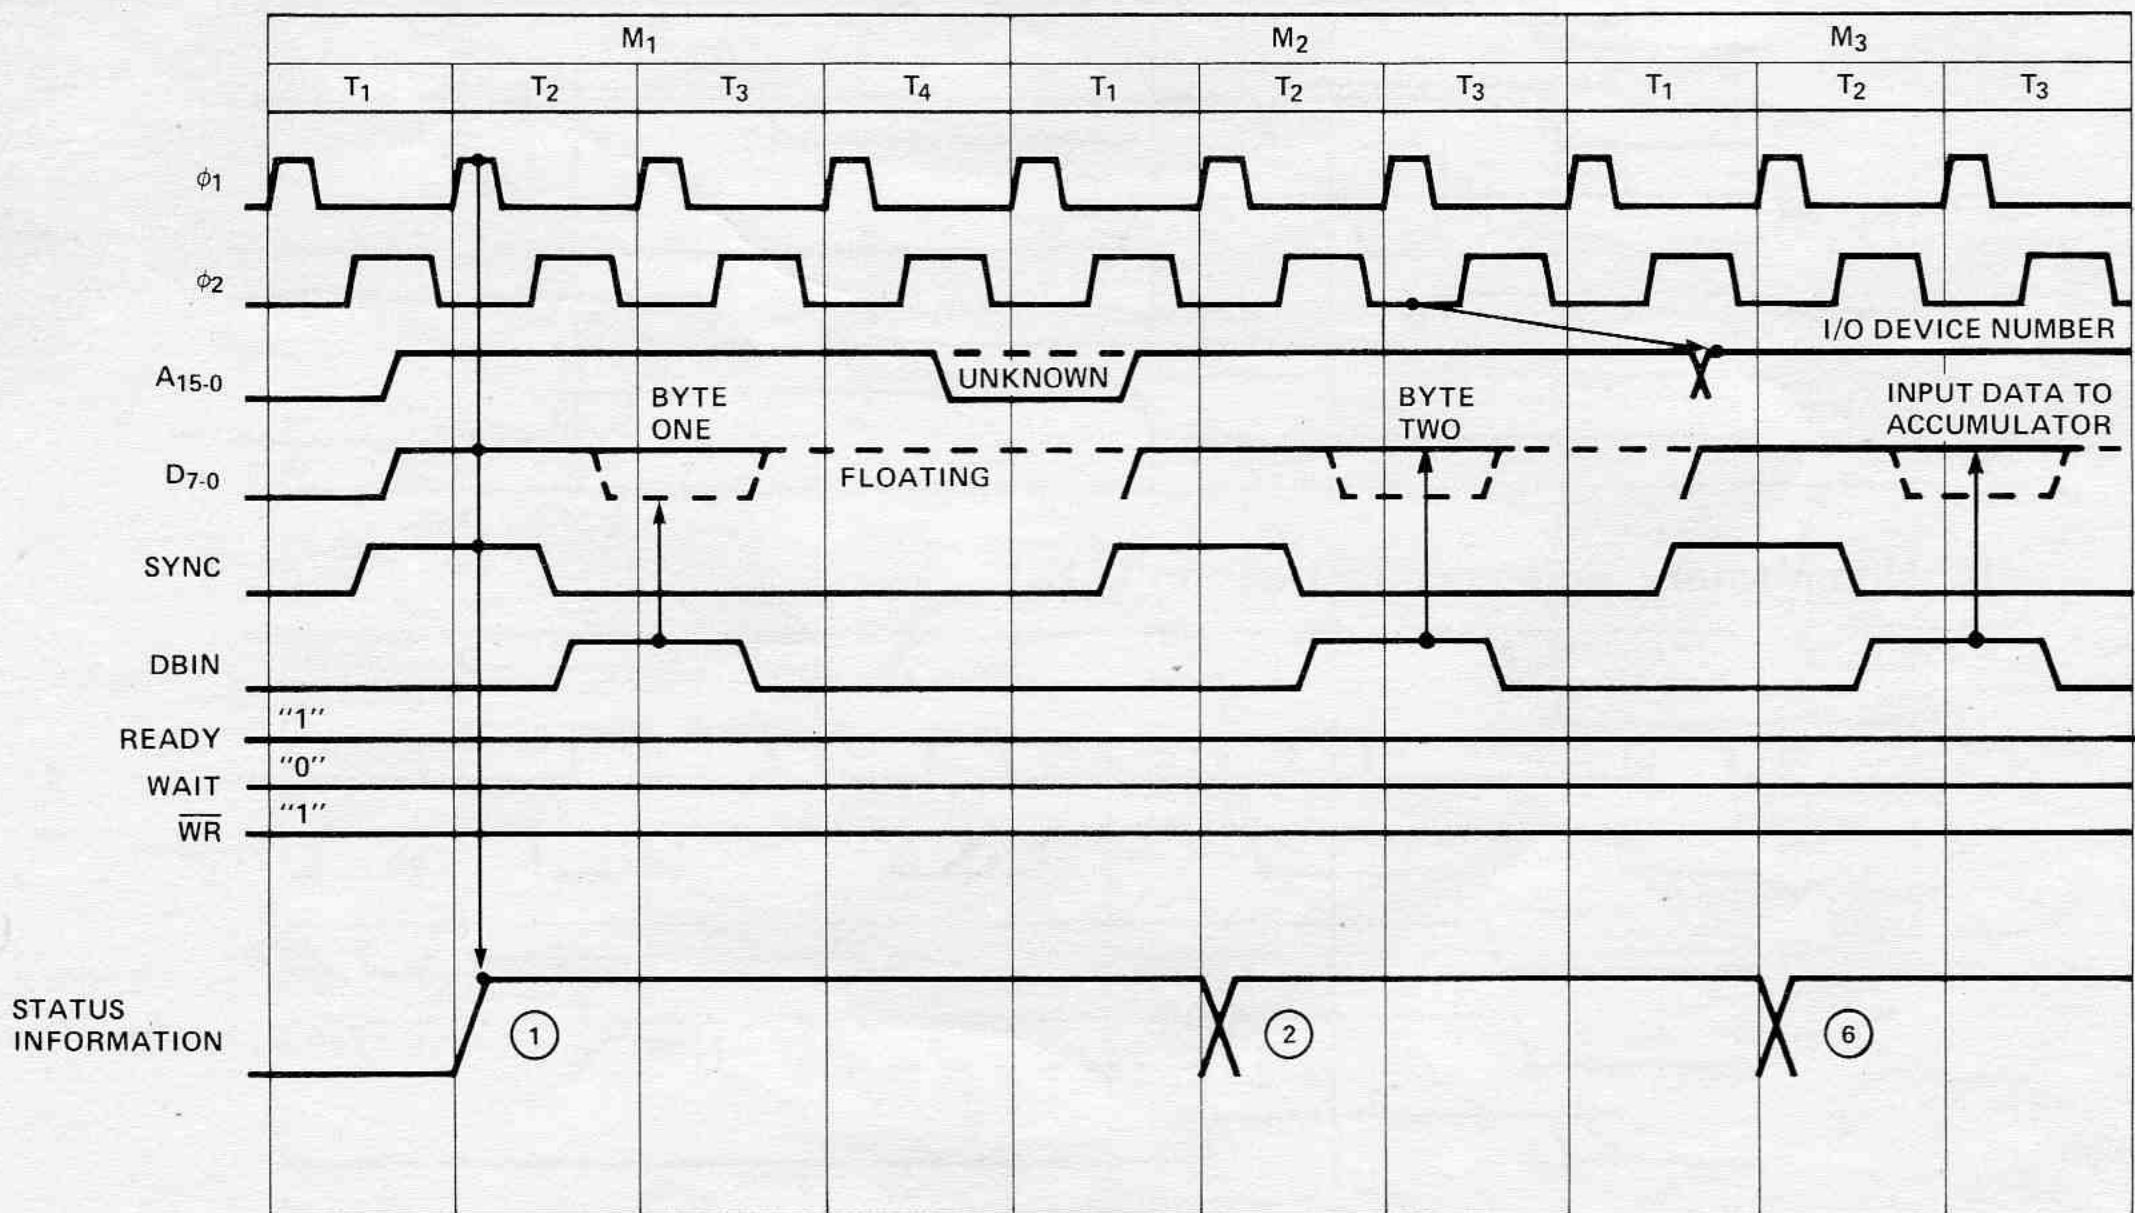 M1 M2 M3
T1 T2 T3 T4 T1 T2 T3 T1 T2 T3
ϕ1
ϕ2
I/O DEVICE NUMBER
A15-0
UNKNOWN
BYTE
ONE
BYTE
TWO
INPUT DATA TO
ACCUMULATOR
D7-0
FLOATING
SYNC
DBIN
"1"
READY
"0"
WAIT
"1"
W̅R̅
STATUS
INFORMATION
1 2 6